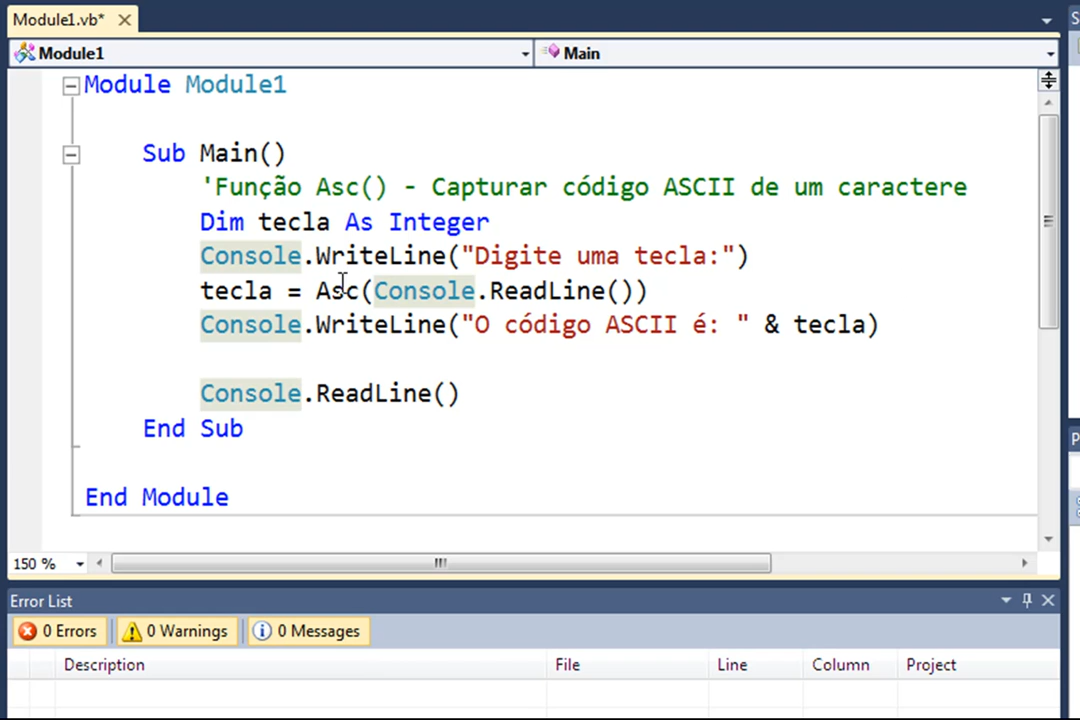 Module1.vb*
S
Module1 Main
Module Module1
Sub Main()
'Função Asc() - Capturar código ASCII de um caractere
Dim tecla As Integer
Console.WriteLine("Digite uma tecla:")
tecla = Asc(Console.ReadLine())
Console.WriteLine("O código ASCII é: " & tecla)
Console.ReadLine()
End Sub
P
End Module
150 %
Error List
0 Errors 0 Warnings 0 Messages
Description File Line Column Project